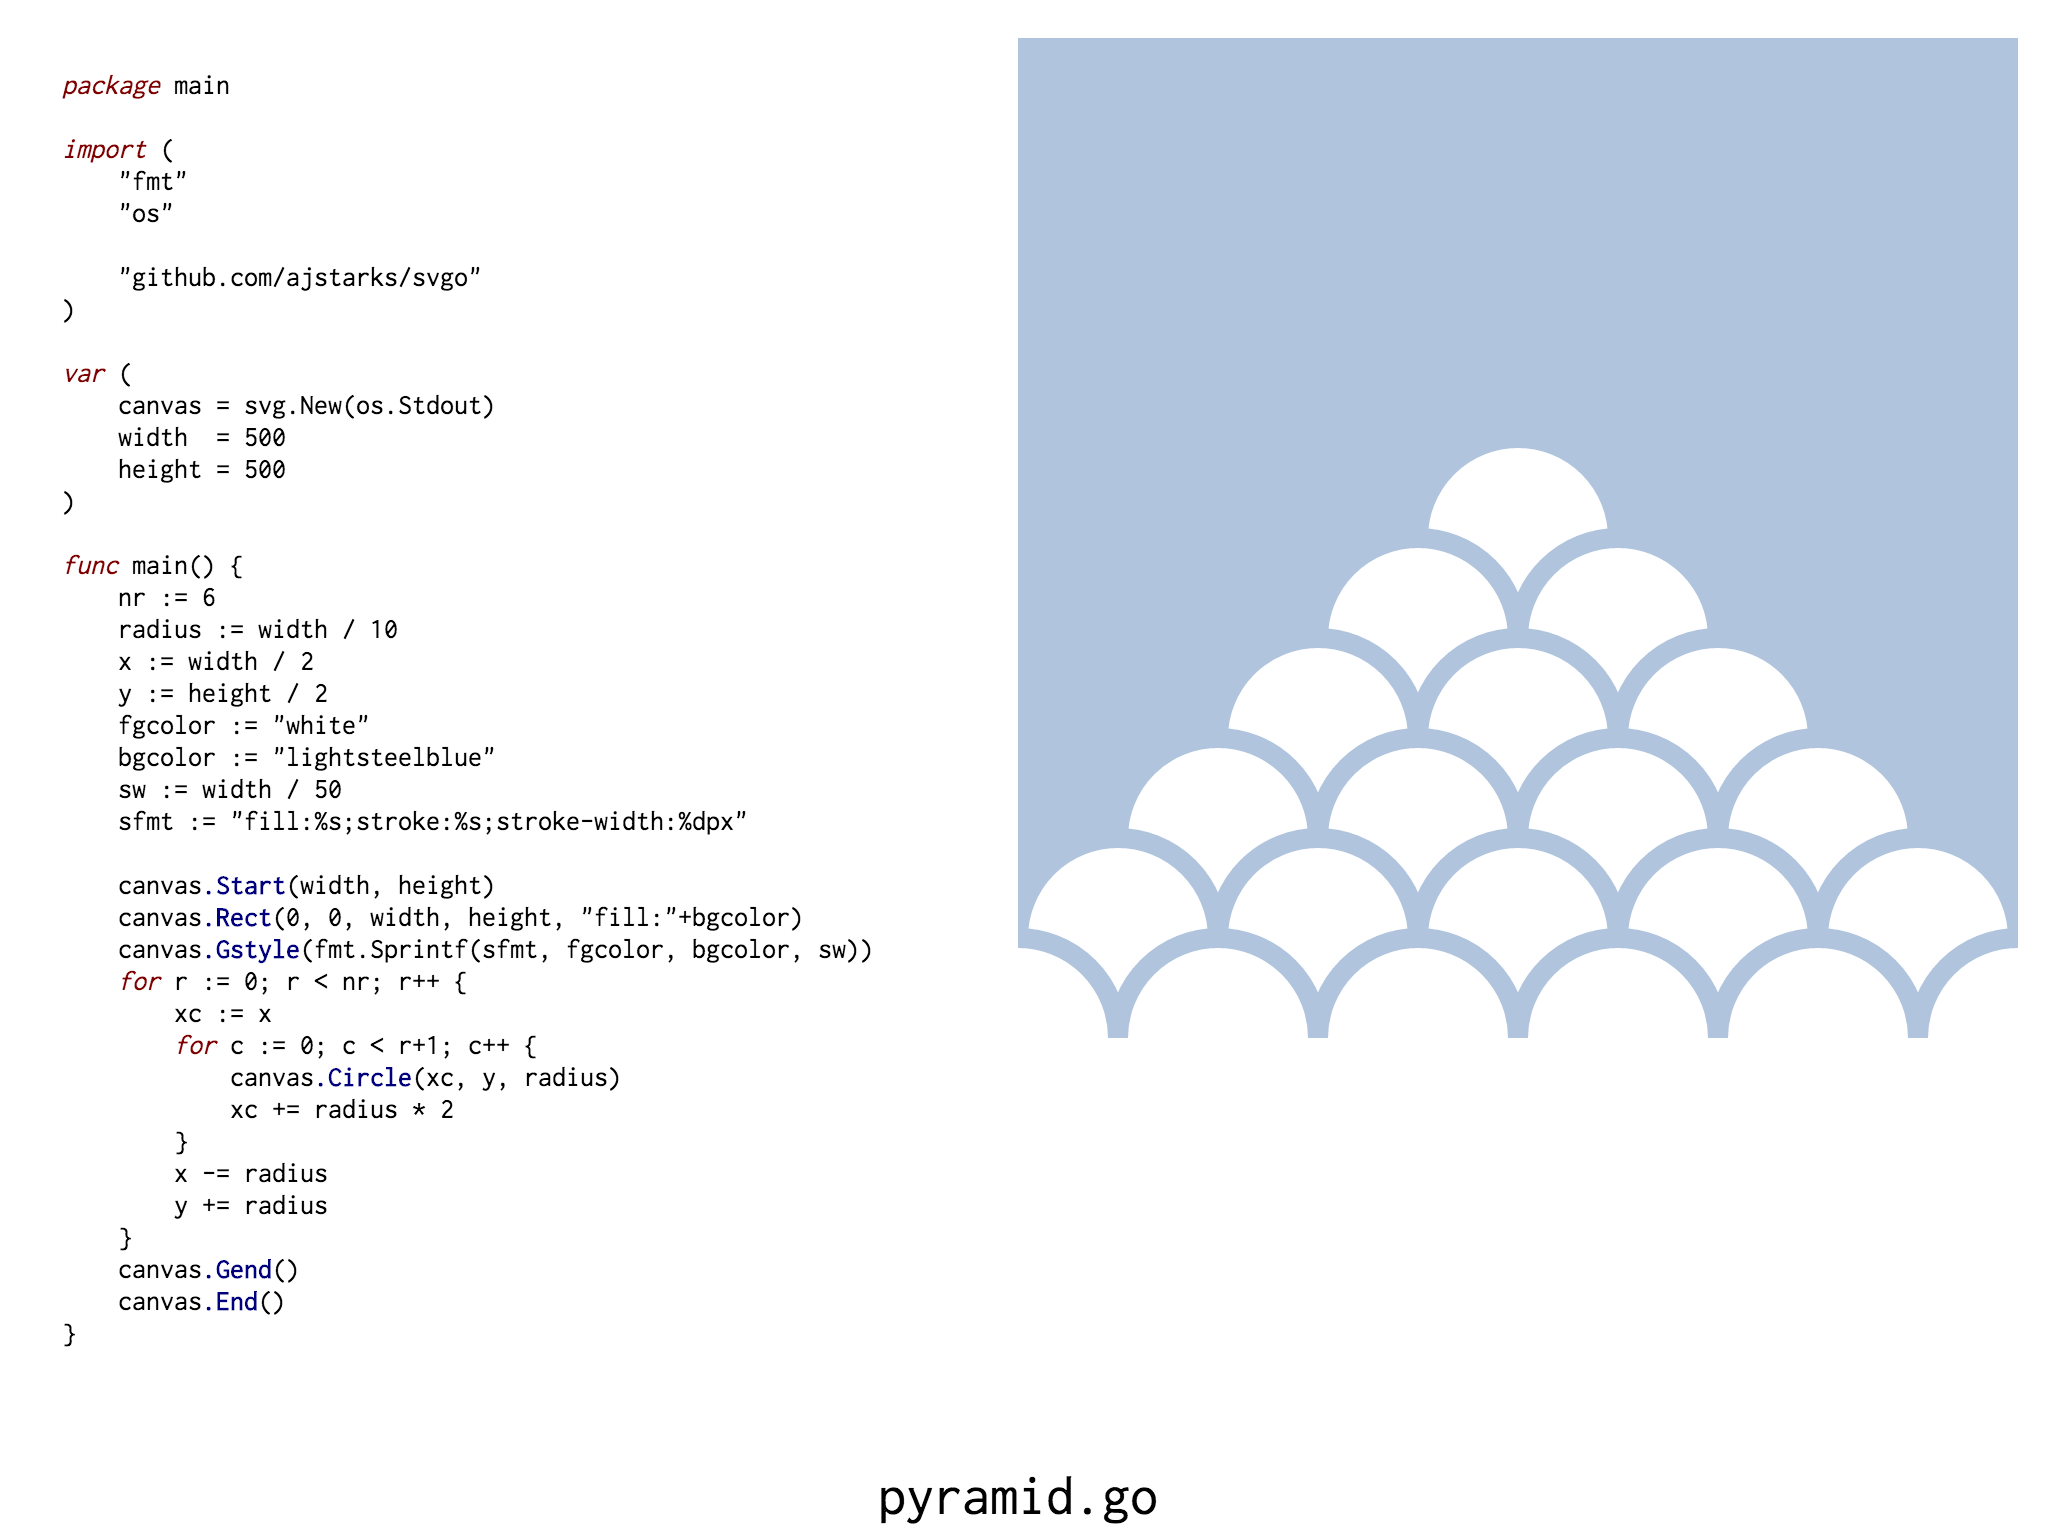 package main

import (
    "fmt"
    "os"

    "github.com/ajstarks/svgo"
)

var (
    canvas = svg.New(os.Stdout)
    width  = 500
    height = 500
)

func main() {
    nr := 6
    radius := width / 10
    x := width / 2
    y := height / 2
    fgcolor := "white"
    bgcolor := "lightsteelblue"
    sw := width / 50
    sfmt := "fill:%s;stroke:%s;stroke-width:%dpx"

    canvas.Start(width, height)
    canvas.Rect(0, 0, width, height, "fill:"+bgcolor)
    canvas.Gstyle(fmt.Sprintf(sfmt, fgcolor, bgcolor, sw))
    for r := 0; r < nr; r++ {
        xc := x
        for c := 0; c < r+1; c++ {
            canvas.Circle(xc, y, radius)
            xc += radius * 2
        }
        x -= radius
        y += radius
    }
    canvas.Gend()
    canvas.End()
}

pyramid.go